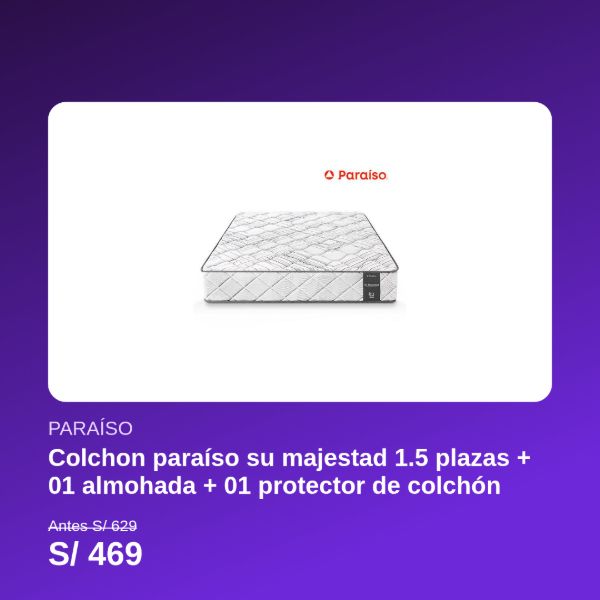 Paraíso
PARAÍSO
Colchon paraíso su majestad 1.5 plazas +
01 almohada + 01 protector de colchón
Antes S/ 629
S/ 469